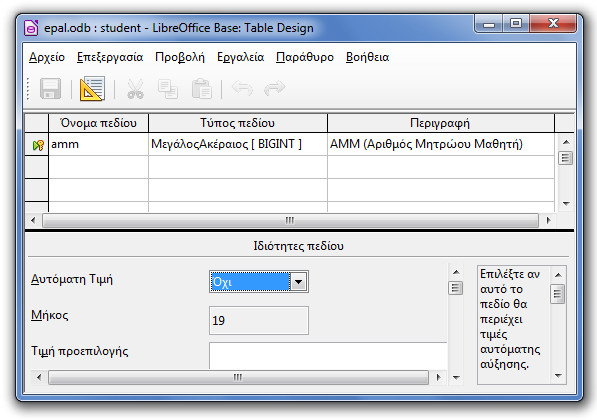 epal.odb : student - LibreOffice Base: Table Design
Αρχείο Επεξεργασία Προβολή Εργαλεία Παράθυρο Βοήθεια
Όνομα πεδίου Τύπος πεδίου Περιγραφή
amm ΜεγάλοςΑκέραιος [ BIGINT ] ΑΜΜ (Αριθμός Μητρώου Μαθητή)
Ιδιότητες πεδίου
Αυτόματη Τιμή Όχι
Μήκος 19
Τιμή προεπιλογής
Επιλέξτε αν
αυτό το
πεδίο θα
περιέχει
τιμές
αυτόματης
αύξησης.